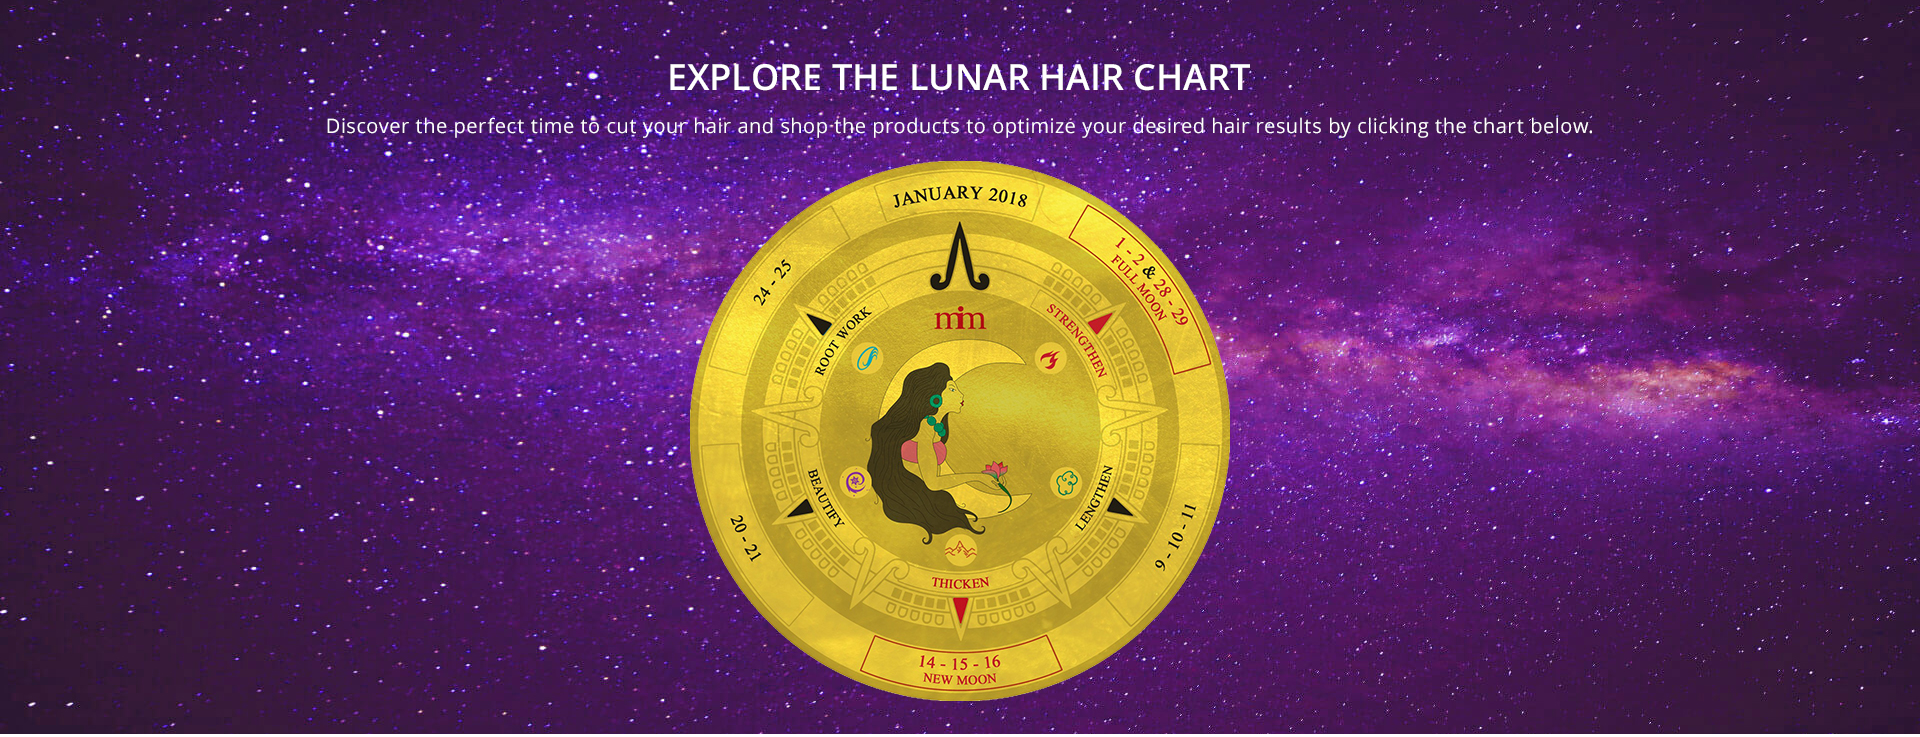 EXPLORE THE LUNAR HAIR CHART
Discover the perfect time to cut your hair and shop the products to optimize your desired hair results by clicking the chart below.
JANUARY 2018
1 - 2 & 28 - 29
FULL MOON
24 - 25
mim
ROOT WORK
STRENGTHEN
BEAUTIFY
LENGTHEN
20 - 21
9 - 10 - 11
THICKEN
14 - 15 - 16
NEW MOON